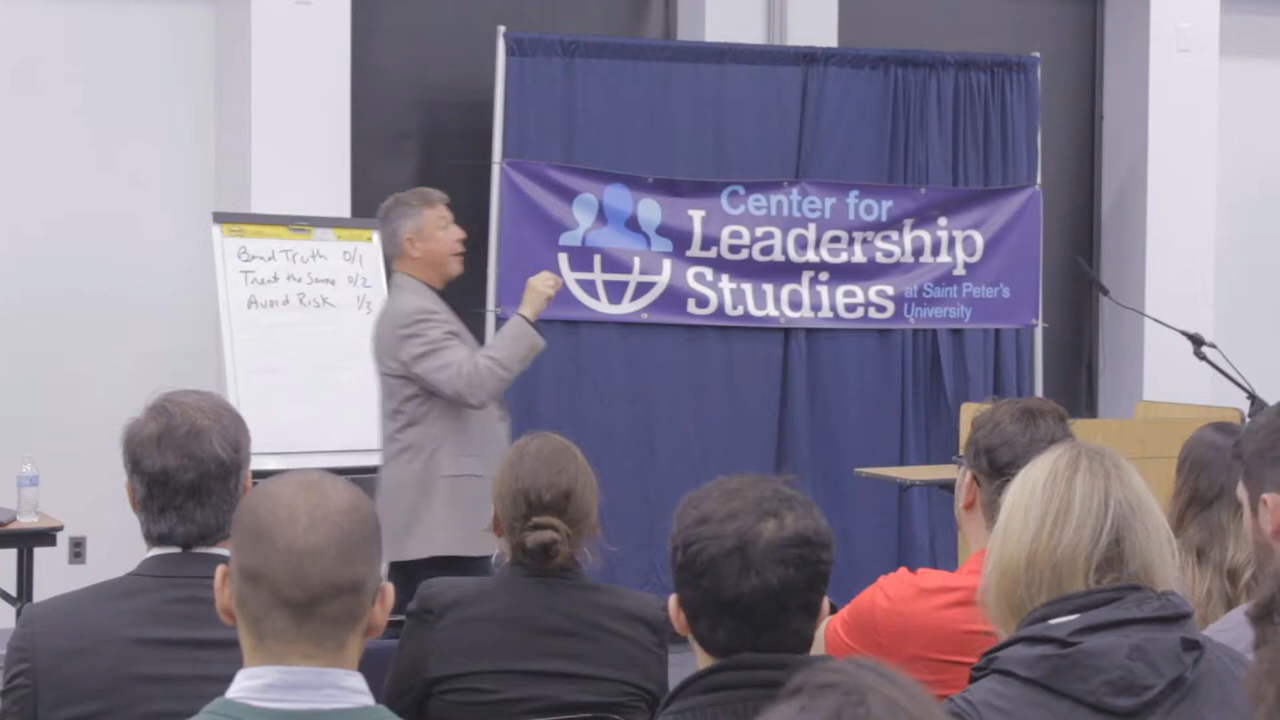 Bend Truth 0/1
Treat the Same 0/2
Avoid Risk 1/3
Center for
Leadership
Studies
at Saint Peter's
University